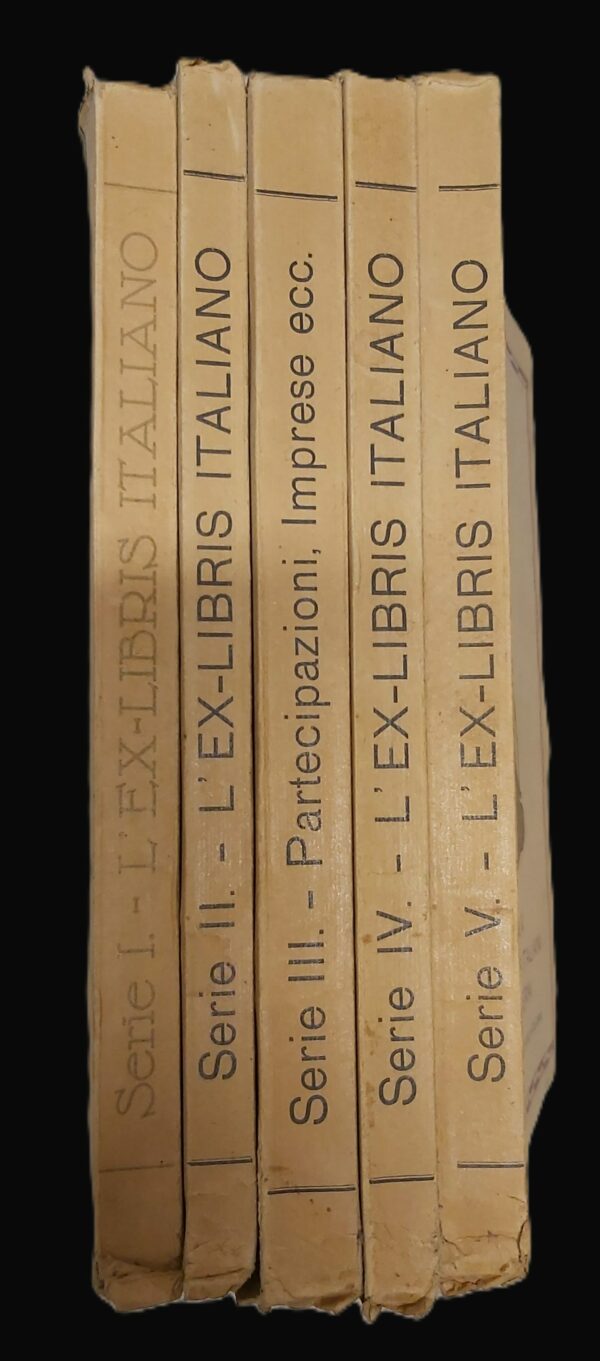 Serie I. - L'EX-LIBRIS ITALIANO
Serie II. - L'EX-LIBRIS ITALIANO
Serie III. - Partecipazioni, Imprese ecc.
Serie IV. - L'EX-LIBRIS ITALIANO
Serie V. - L'EX-LIBRIS ITALIANO